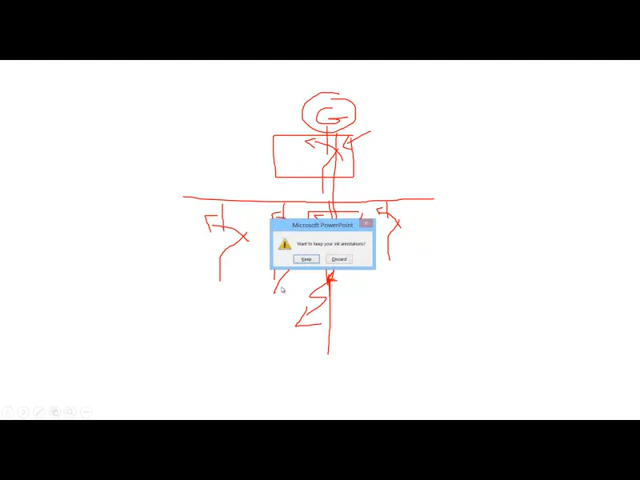 G
Microsoft PowerPoint
Want to keep your ink annotations?
Keep
Discard